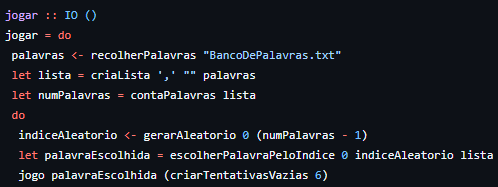 jogar :: IO ()
jogar = do
 palavras <- recolherPalavras "BancoDePalavras.txt"
 let lista = criaLista ',' "" palavras
 let numPalavras = contaPalavras lista
 do
  indiceAleatorio <- gerarAleatorio 0 (numPalavras - 1)
  let palavraEscolhida = escolherPalavraPeloIndice 0 indiceAleatorio lista
  jogo palavraEscolhida (criarTentativasVazias 6)